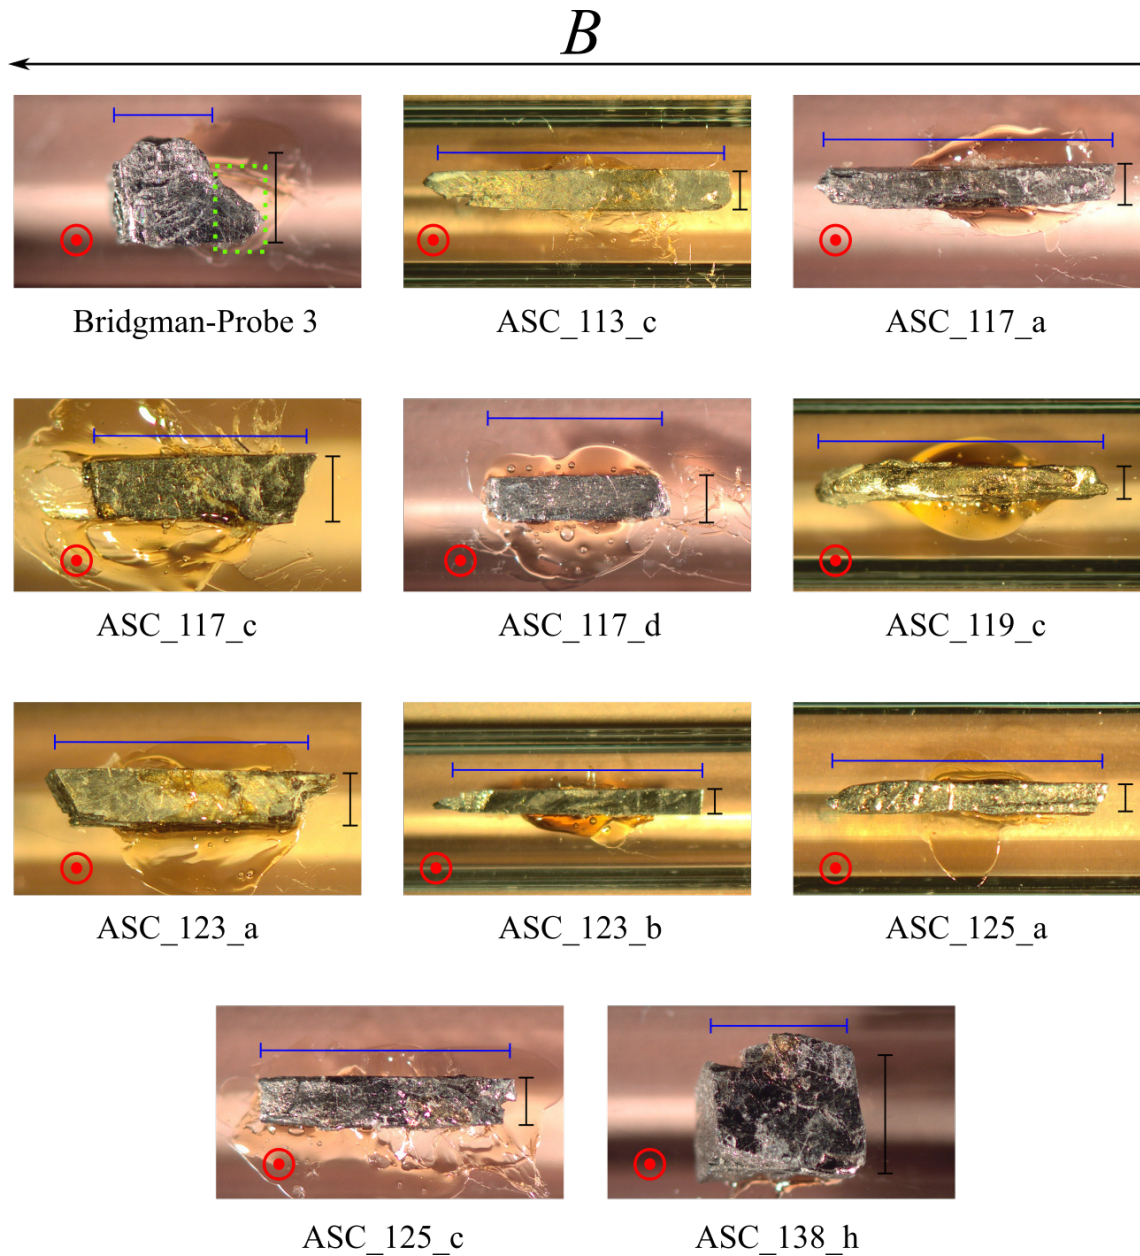 B
Bridgman-Probe 3
ASC_113_c
ASC_117_a
ASC_117_c
ASC_117_d
ASC_119_c
ASC_123_a
ASC_123_b
ASC_125_a
ASC_125_c
ASC_138_h